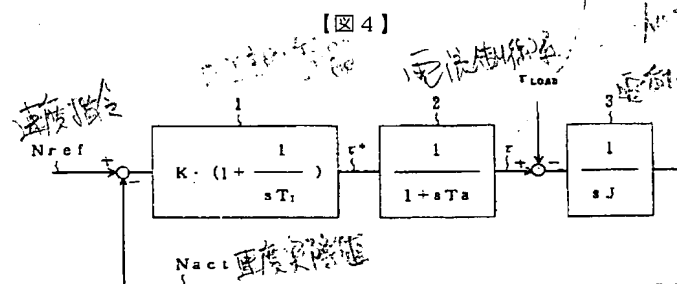 【図4】
電流制御系
τLOAD
速度指令
1
2
3
Nref
+
−
K・(1+ 1/sTI)
τ*
1/1+sTa
τ
+
−
1/sJ
Nact 速度実際値